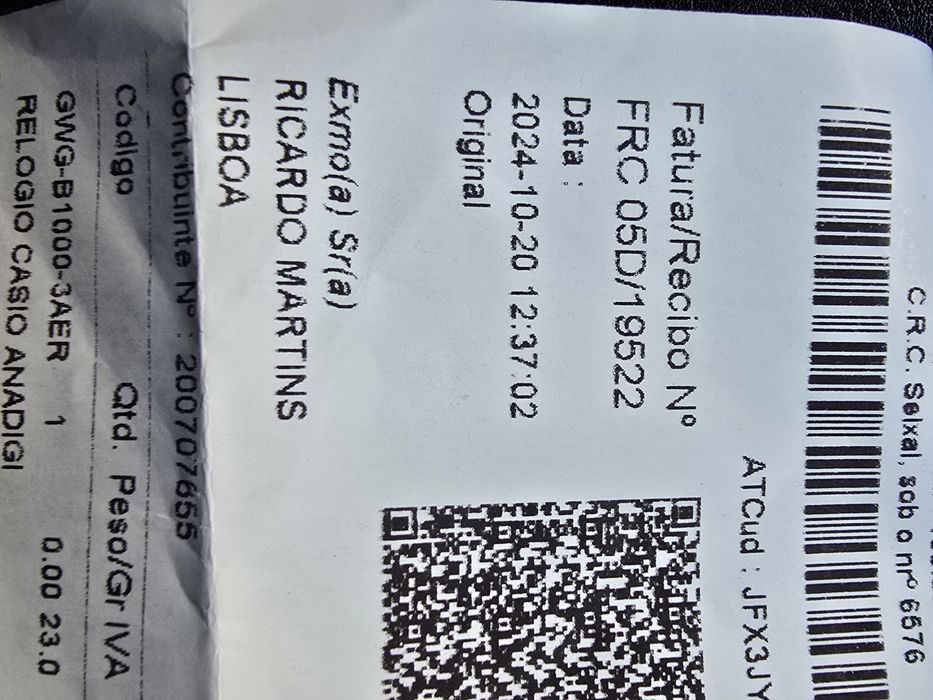 C.R.C. Seixal, sob o nrº 6576
ATCud : JFX3JY
Fatura/Recibo Nº
FRC 05D/19522
Data :
2024-10-20 12:37:02
Original
Exmo(a) Sr(a)
RICARDO MARTINS
LISBOA
Contribuinte Nº : 200707655
Codigo Qtd. Peso/Gr IVA
GWG-B1000-3AER 1 0.00 23.0
RELOGIO CASIO ANADIGI